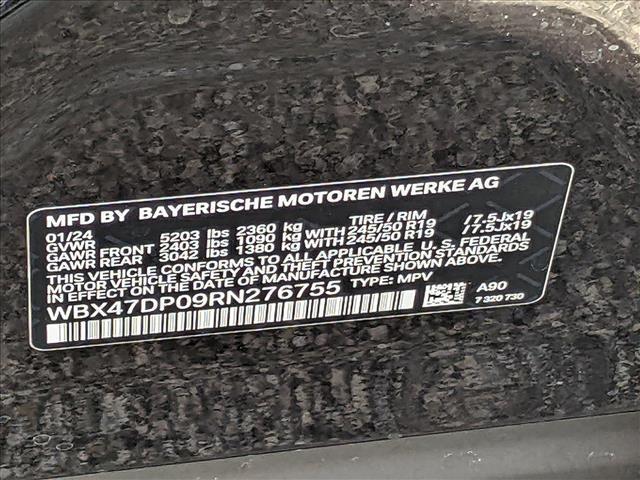 MFD BY BAYERISCHE MOTOREN WERKE AG
01/24 TIRE / RIM
GVWR 5203 lbs 2360 kg
GAWR FRONT 2403 lbs 1090 kg WITH 245/50 R19 /7.5Jx19
GAWR REAR 3042 lbs 1380 kg WITH 245/50 R19 /7.5Jx19
THIS VEHICLE CONFORMS TO ALL APPLICABLE U. S. FEDERAL
MOTOR VEHICLE SAFETY, BUMPER, AND THEFT PREVENTION STANDARDS
IN EFFECT ON THE DATE OF MANUFACTURE SHOWN ABOVE.
WBX47DP09RN276755 TYPE: MPV
A90
7 320 730